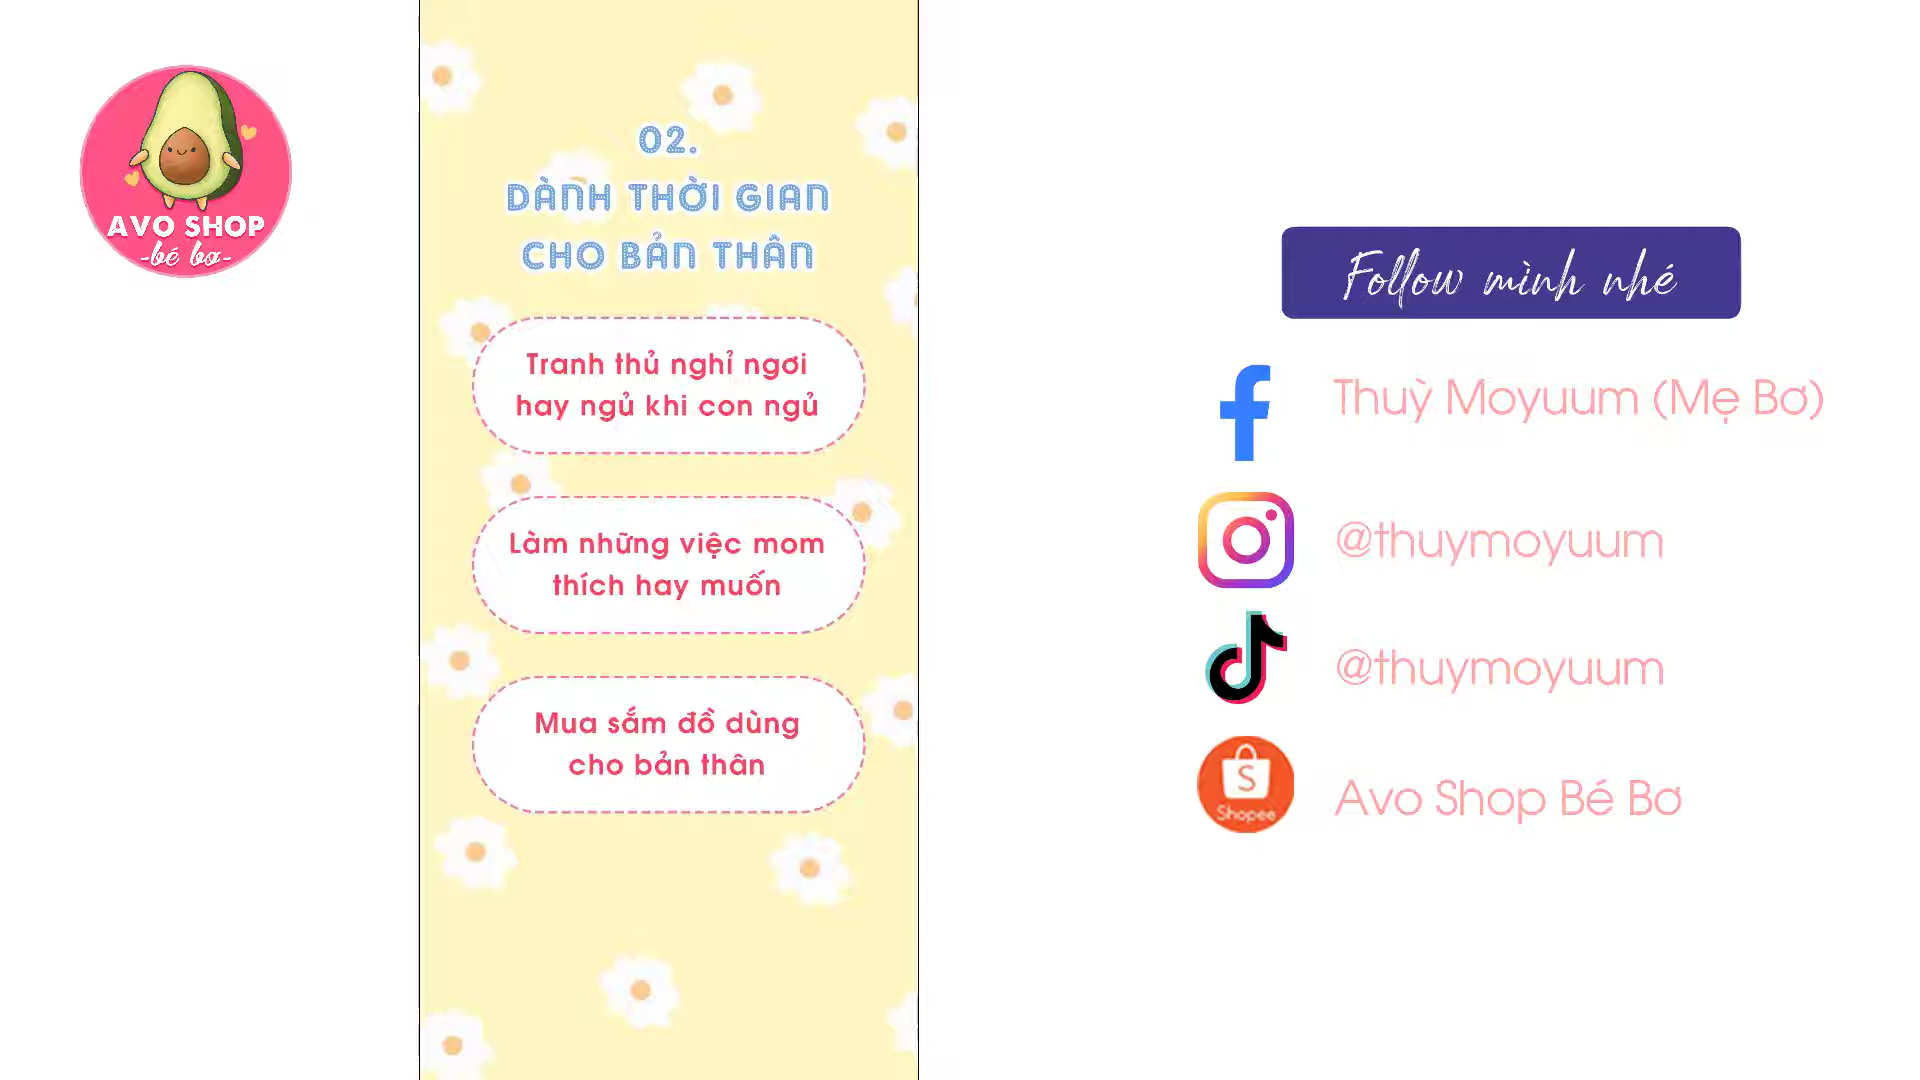 AVO SHOP
-bé bơ-
02.
DÀNH THỜI GIAN
CHO BẢN THÂN
Tranh thủ nghỉ ngơi
hay ngủ khi con ngủ
Làm những việc mom
thích hay muốn
Mua sắm đồ dùng
cho bản thân
Follow mình nhé
Thuỳ Moyuum (Mẹ Bơ)
@thuymoyuum
@thuymoyuum
S
Shopee
Avo Shop Bé Bơ